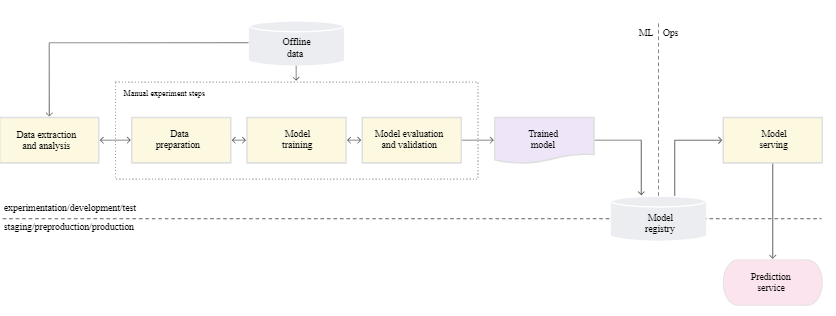 Offline
data
ML
Ops
Manual experiment steps
Data extraction
and analysis
Data
preparation
Model
training
Model evaluation
and validation
Trained
model
Model
serving
experimentation/development/test
staging/preproduction/production
Model
registry
Prediction
service